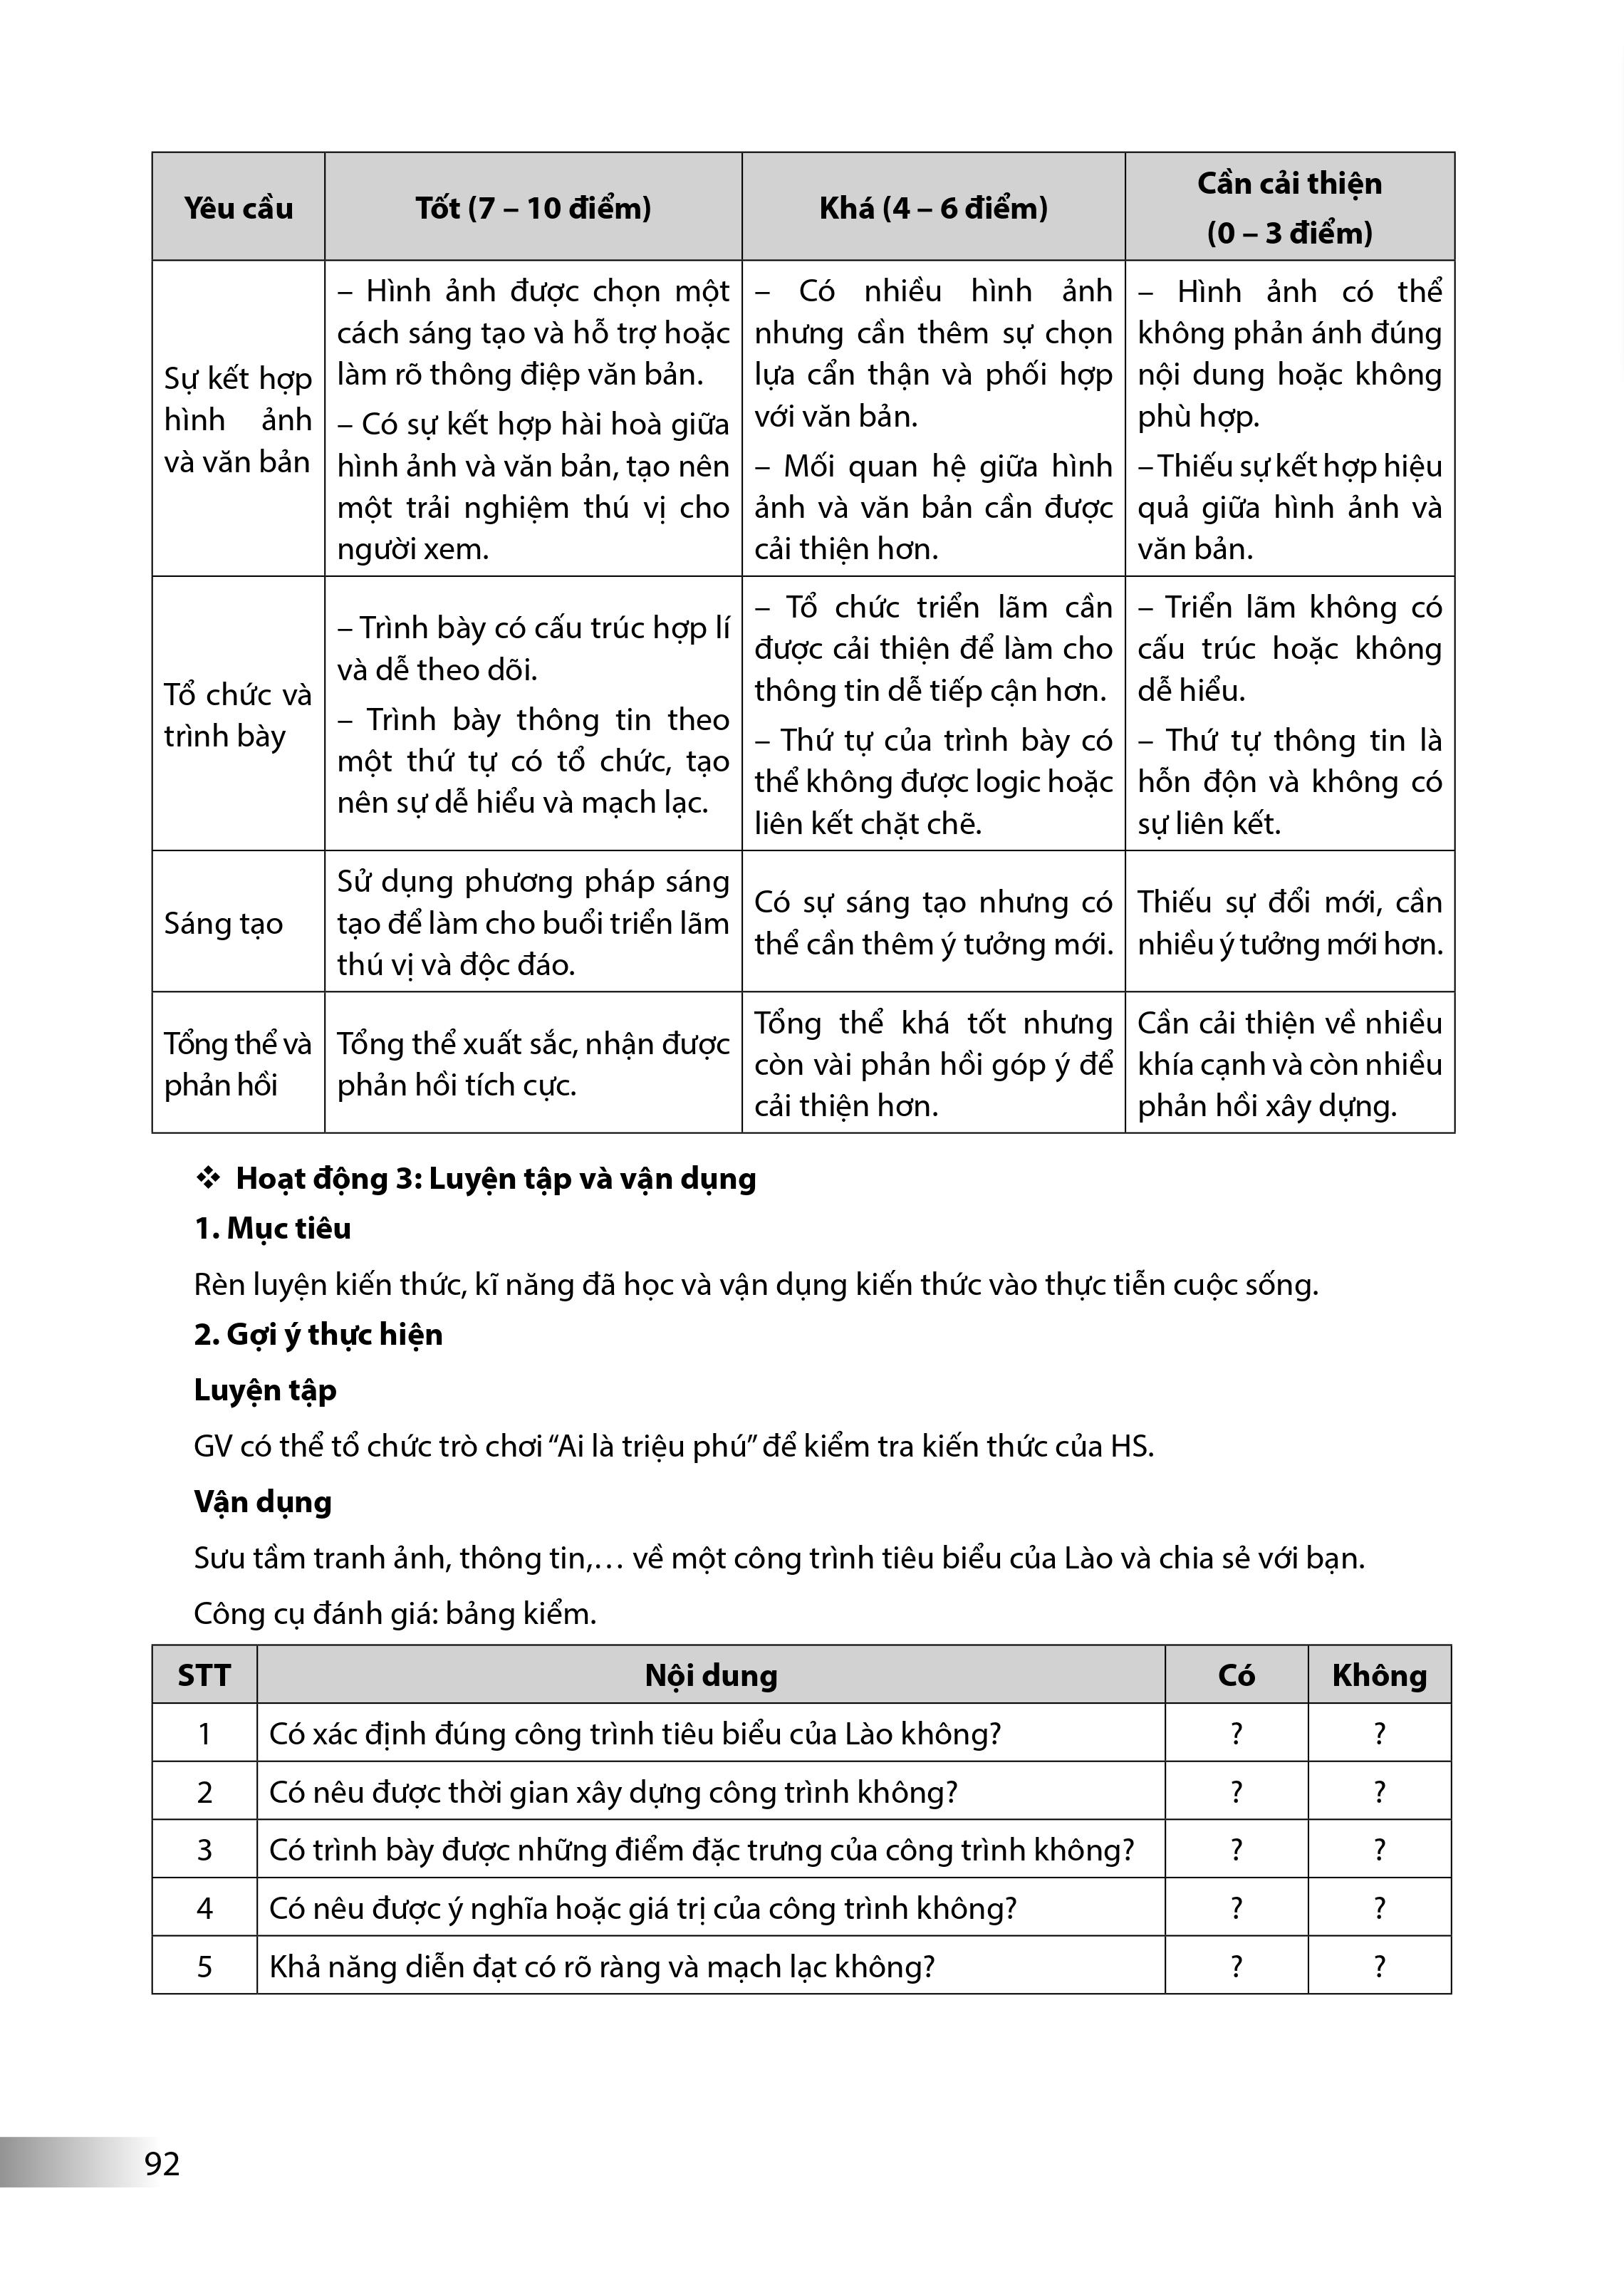 Yêu cầu
Tốt (7 – 10 điểm)
Khá (4 – 6 điểm)
Cần cải thiện
(0 – 3 điểm)
Sự kết hợp
hình ảnh
và văn bản
– Hình ảnh được chọn một
cách sáng tạo và hỗ trợ hoặc
làm rõ thông điệp văn bản.
– Có sự kết hợp hài hoà giữa
hình ảnh và văn bản, tạo nên
một trải nghiệm thú vị cho
người xem.
– Có nhiều hình ảnh
nhưng cần thêm sự chọn
lựa cẩn thận và phối hợp
với văn bản.
– Mối quan hệ giữa hình
ảnh và văn bản cần được
cải thiện hơn.
– Hình ảnh có thể
không phản ánh đúng
nội dung hoặc không
phù hợp.
– Thiếu sự kết hợp hiệu
quả giữa hình ảnh và
văn bản.
Tổ chức và
trình bày
– Trình bày có cấu trúc hợp lí
và dễ theo dõi.
– Trình bày thông tin theo
một thứ tự có tổ chức, tạo
nên sự dễ hiểu và mạch lạc.
– Tổ chức triển lãm cần
được cải thiện để làm cho
thông tin dễ tiếp cận hơn.
– Thứ tự của trình bày có
thể không được logic hoặc
liên kết chặt chẽ.
– Triển lãm không có
cấu trúc hoặc không
dễ hiểu.
– Thứ tự thông tin là
hỗn độn và không có
sự liên kết.
Sáng tạo
Sử dụng phương pháp sáng
tạo để làm cho buổi triển lãm
thú vị và độc đáo.
Có sự sáng tạo nhưng có
thể cần thêm ý tưởng mới.
Thiếu sự đổi mới, cần
nhiều ý tưởng mới hơn.
Tổng thể và
phản hồi
Tổng thể xuất sắc, nhận được
phản hồi tích cực.
Tổng thể khá tốt nhưng
còn vài phản hồi góp ý để
cải thiện hơn.
Cần cải thiện về nhiều
khía cạnh và còn nhiều
phản hồi xây dựng.
❖ Hoạt động 3: Luyện tập và vận dụng
1. Mục tiêu
Rèn luyện kiến thức, kĩ năng đã học và vận dụng kiến thức vào thực tiễn cuộc sống.
2. Gợi ý thực hiện
Luyện tập
GV có thể tổ chức trò chơi “Ai là triệu phú” để kiểm tra kiến thức của HS.
Vận dụng
Sưu tầm tranh ảnh, thông tin,… về một công trình tiêu biểu của Lào và chia sẻ với bạn.
Công cụ đánh giá: bảng kiểm.
STT Nội dung Có Không
1 Có xác định đúng công trình tiêu biểu của Lào không? ? ?
2 Có nêu được thời gian xây dựng công trình không? ? ?
3 Có trình bày được những điểm đặc trưng của công trình không? ? ?
4 Có nêu được ý nghĩa hoặc giá trị của công trình không? ? ?
5 Khả năng diễn đạt có rõ ràng và mạch lạc không? ? ?
92